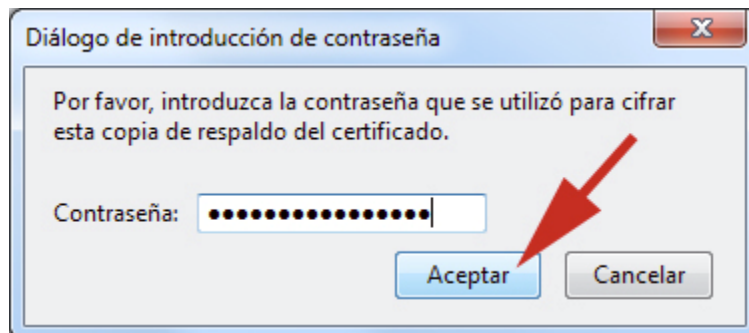 Diálogo de introducción de contraseña
Por favor, introduzca la contraseña que se utilizó para cifrar
esta copia de respaldo del certificado.
Contraseña: ••••••••••••••••
Aceptar Cancelar